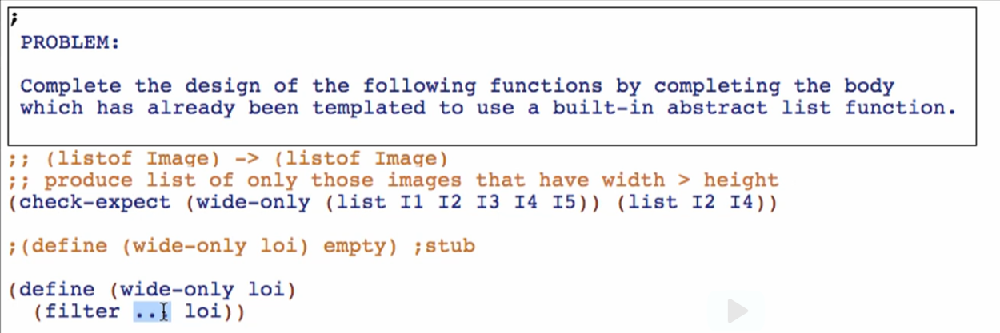 ;
PROBLEM:
Complete the design of the following functions by completing the body
which has already been templated to use a built-in abstract list function.
;; (listof Image) -> (listof Image)
;; produce list of only those images that have width > height
(check-expect (wide-only (list I1 I2 I3 I4 I5)) (list I2 I4))
;(define (wide-only loi) empty) ;stub
(define (wide-only loi)
(filter ... loi))